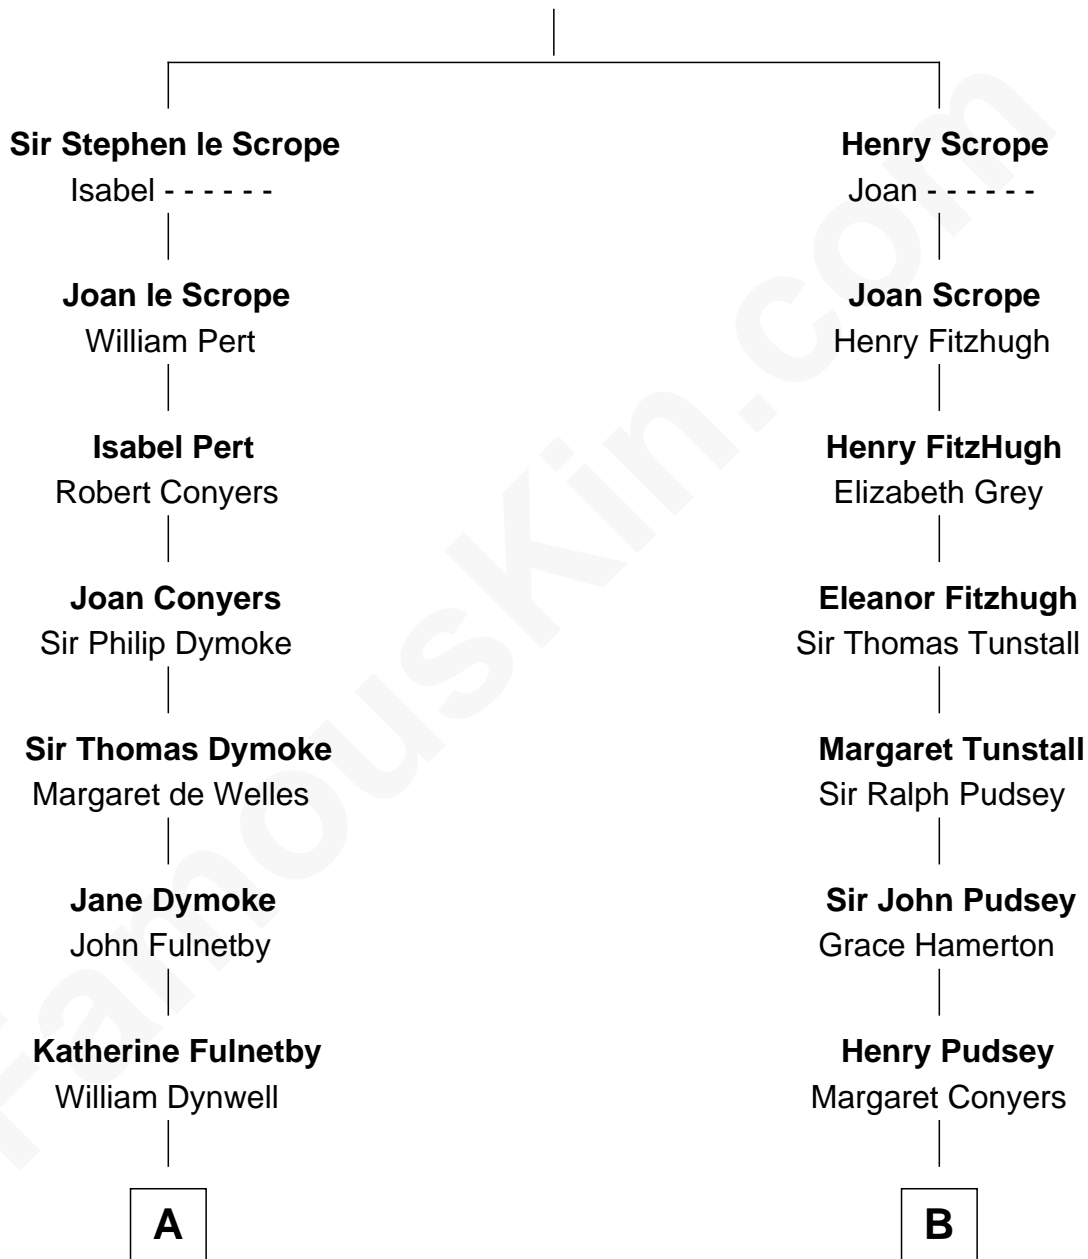 Sir Stephen le Scrope
Isabel - - - - - -
Joan le Scrope
William Pert
Isabel Pert
Robert Conyers
Joan Conyers
Sir Philip Dymoke
Sir Thomas Dymoke
Margaret de Welles
Jane Dymoke
John Fulnetby
Katherine Fulnetby
William Dynwell
A
Henry Scrope
Joan - - - - - -
Joan Scrope
Henry Fitzhugh
Henry FitzHugh
Elizabeth Grey
Eleanor Fitzhugh
Sir Thomas Tunstall
Margaret Tunstall
Sir Ralph Pudsey
Sir John Pudsey
Grace Hamerton
Henry Pudsey
Margaret Conyers
B
FamousKin.com